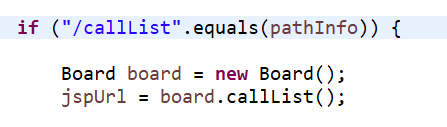 if ("/callList".equals(pathInfo)) {
Board board = new Board();
jspUrl = board.callList();